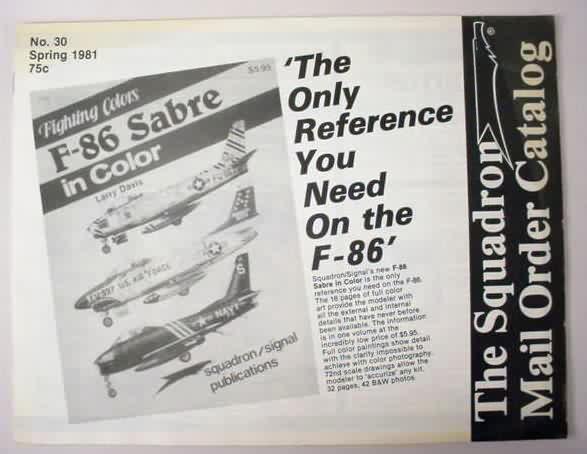 No. 30
Spring 1981
75c
$5.95
Fighting Colors
F-86 Sabre
in Color
Larry Davis
U.S. AIR FORCE
S
NAVY
squadron/signal
publications
'The
Only
Reference
You
Need
On the
F-86'
Squadron/Signal's new F-86
Sabre in Color is the only
reference you need on the F-86.
The 16 pages of full color
art provide the modeler with
all the external and internal
details that have never before
been available. The information
is in one volume at the
incredibly low price of $5.95.
Full color paintings show detail
with the clarity impossible to
achieve with color photography.
72nd scale drawings allow the
modeler to 'accurize' any kit.
32 pages, 42 B&W photos.
The Squadron ®
Mail Order Catalog